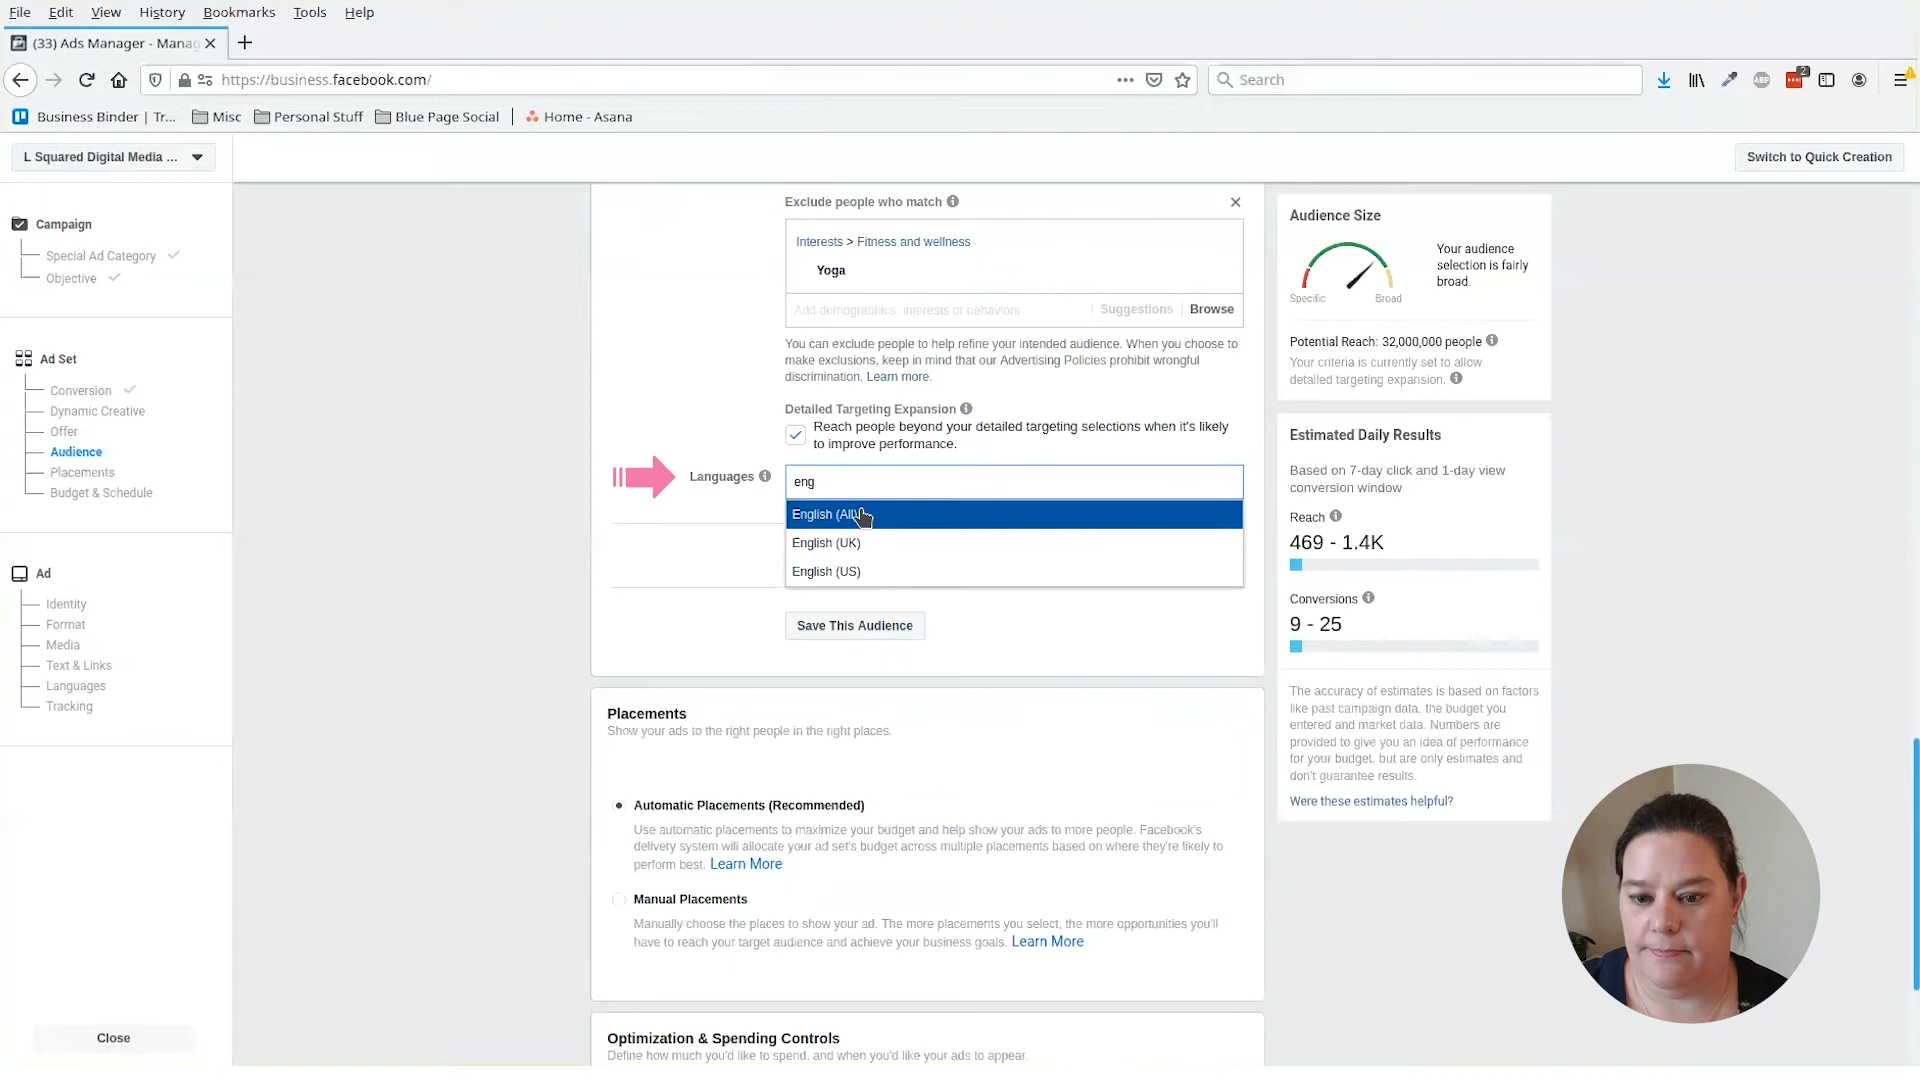 File Edit View History Bookmarks Tools Help
(33) Ads Manager - Manag
https://business.facebook.com/
Search
2
Business Binder | Tr... Misc Personal Stuff Blue Page Social Home - Asana
L Squared Digital Media ...
Switch to Quick Creation
Campaign
Special Ad Category
Objective
Ad Set
Conversion
Dynamic Creative
Offer
Audience
Placements
Budget & Schedule
Ad
Identity
Format
Media
Text & Links
Languages
Tracking
Close
Exclude people who match
Interests > Fitness and wellness
Yoga
Add demographics, interests or behaviors
Suggestions
Browse
You can exclude people to help refine your intended audience. When you choose to
make exclusions, keep in mind that our Advertising Policies prohibit wrongful
discrimination. Learn more.
Detailed Targeting Expansion
Reach people beyond your detailed targeting selections when it's likely
to improve performance.
Languages
eng
English (All)
English (UK)
English (US)
Save This Audience
Placements
Show your ads to the right people in the right places.
Automatic Placements (Recommended)
Use automatic placements to maximize your budget and help show your ads to more people. Facebook's
delivery system will allocate your ad set's budget across multiple placements based on where they're likely to
perform best. Learn More
Manual Placements
Manually choose the places to show your ad. The more placements you select, the more opportunities you'll
have to reach your target audience and achieve your business goals. Learn More
Optimization & Spending Controls
Define how much you'd like to spend, and when you'd like your ads to appear.
Audience Size
Specific
Broad
Your audience
selection is fairly
broad.
Potential Reach: 32,000,000 people
Your criteria is currently set to allow
detailed targeting expansion.
Estimated Daily Results
Based on 7-day click and 1-day view
conversion window
Reach
469 - 1.4K
Conversions
9 - 25
The accuracy of estimates is based on factors
like past campaign data, the budget you
entered and market data. Numbers are
provided to give you an idea of performance
for your budget, but are only estimates and
don't guarantee results.
Were these estimates helpful?